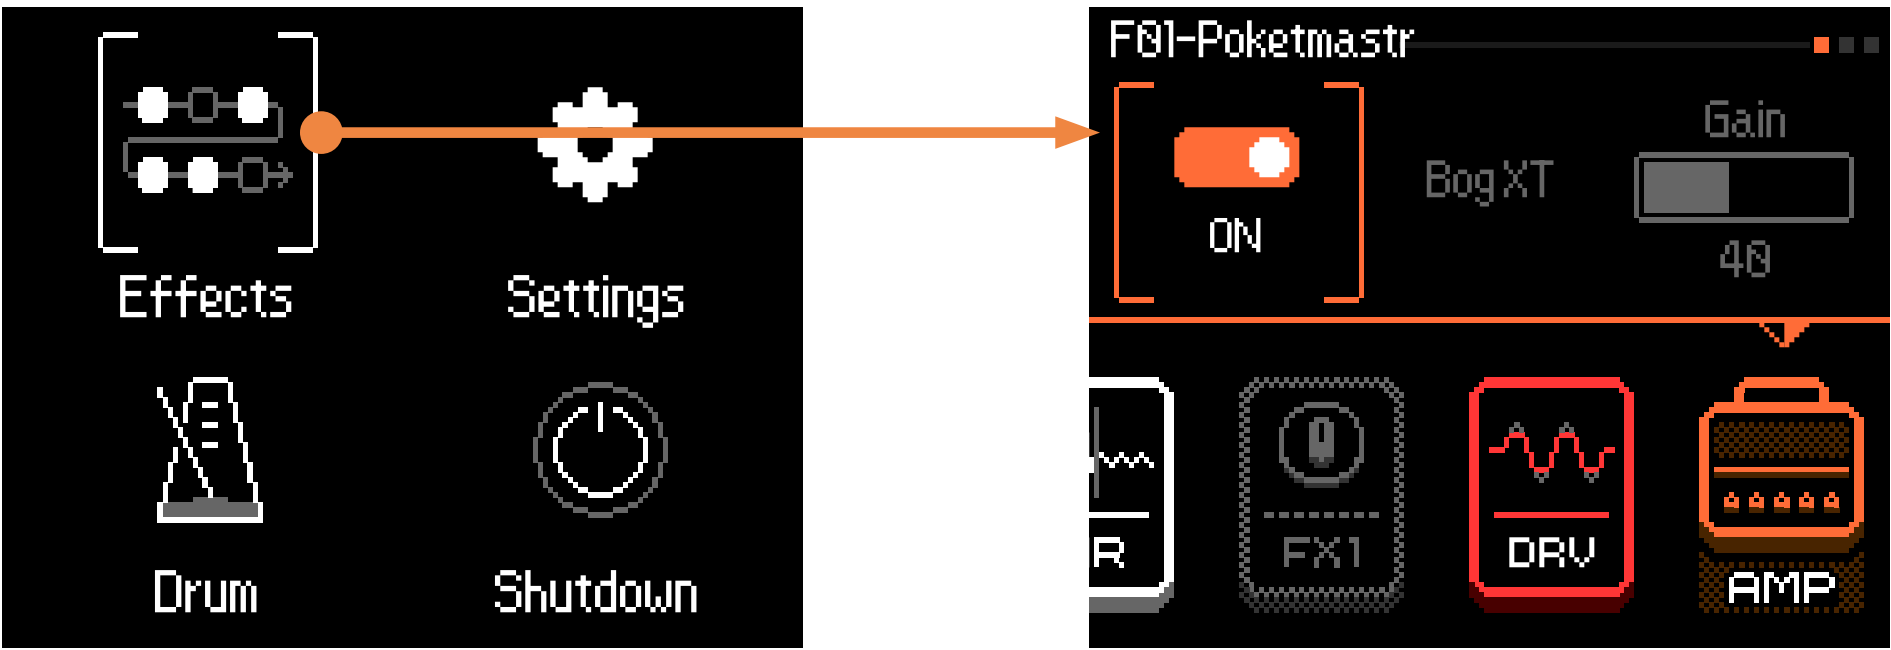 Effects
Settings
Drum
Shutdown
F01-Poketmastr
ON
Bog XT
Gain
40
FX1
DRV
AMP